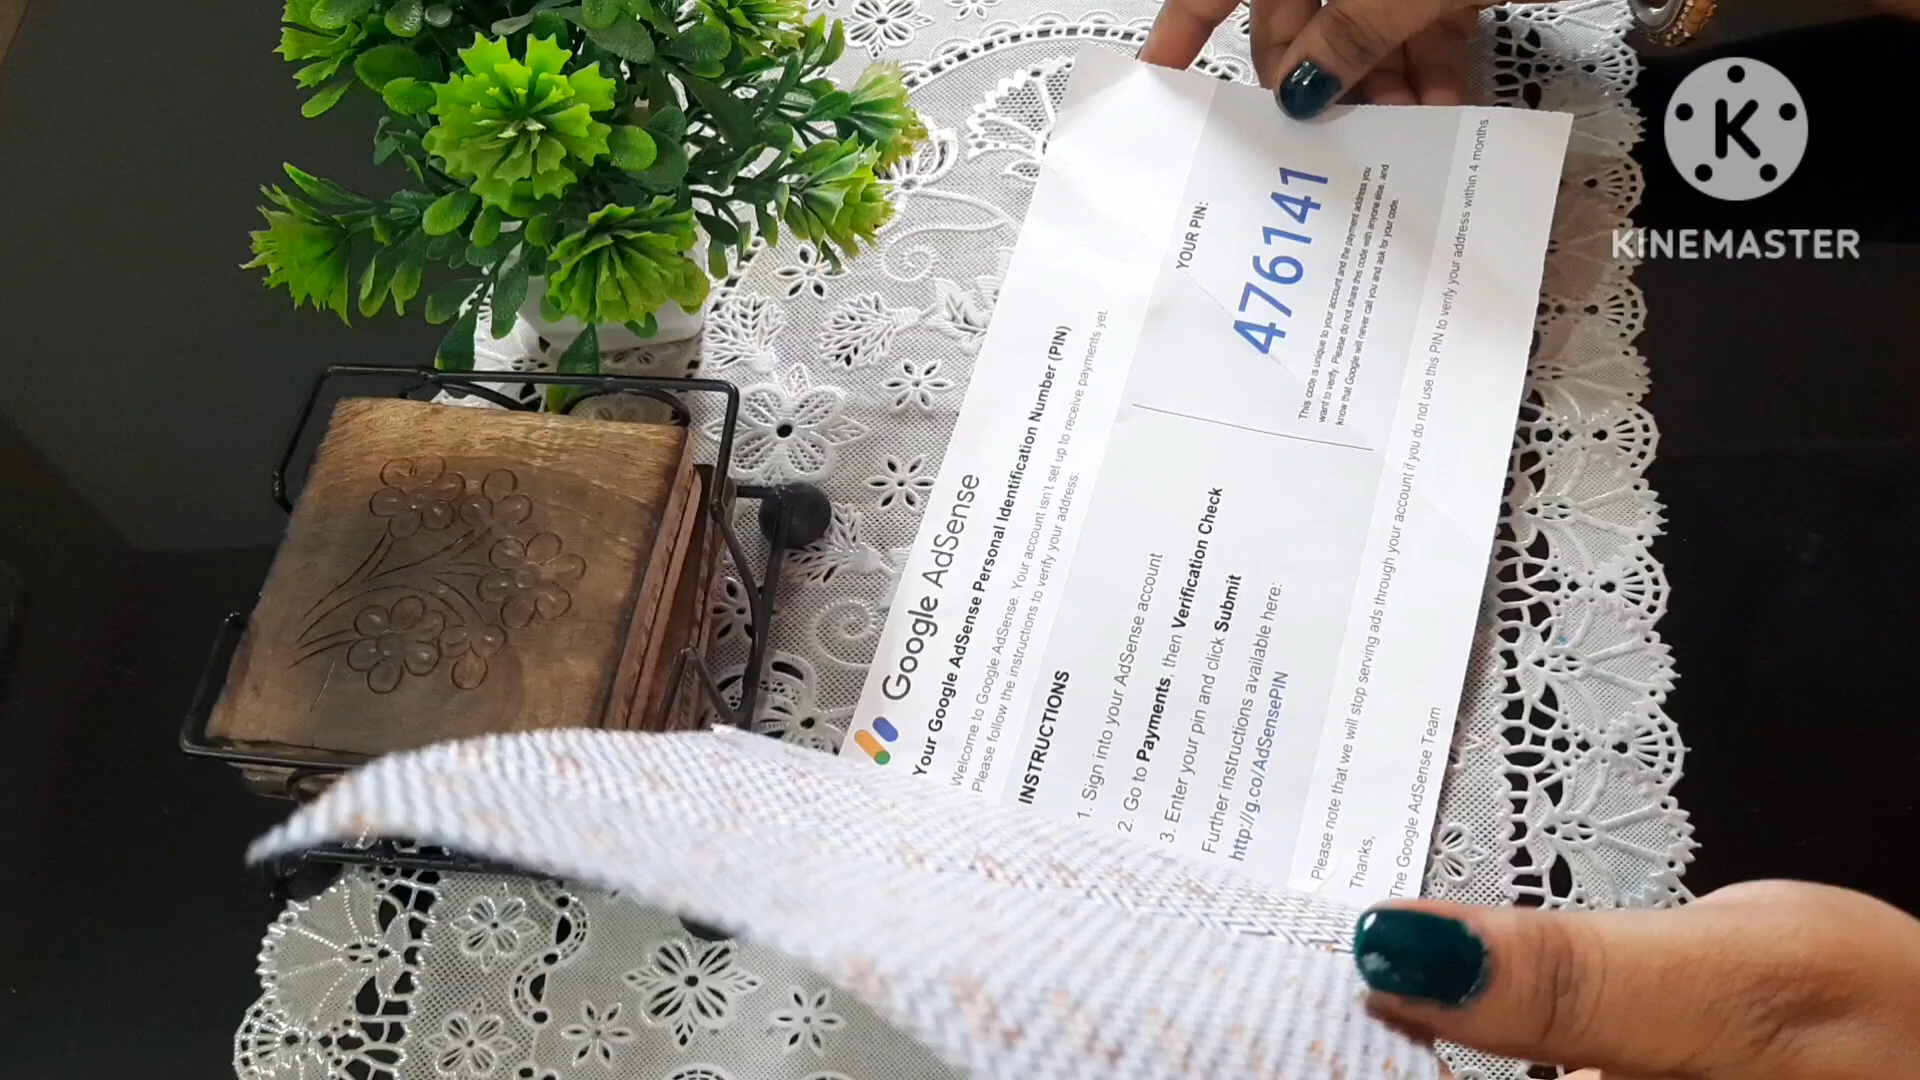 Google AdSense
Your Google AdSense Personal Identification Number (PIN)
Welcome to Google AdSense. Your account isn't set up to receive payments yet.
Please follow the instructions to verify your address:
INSTRUCTIONS
1. Sign into your AdSense account
2. Go to Payments, then Verification Check
3. Enter your pin and click Submit
Further instructions available here:
http://g.co/AdSensePIN
YOUR PIN:
476141
This code is unique to your account and the payment address you
want to verify. Please do not share this code with anyone else, and
know that Google will never call you and ask for your code.
Please note that we will stop serving ads through your account if you do not use this PIN to verify your address within 4 months
Thanks,
The Google AdSense Team
K
KINEMASTER